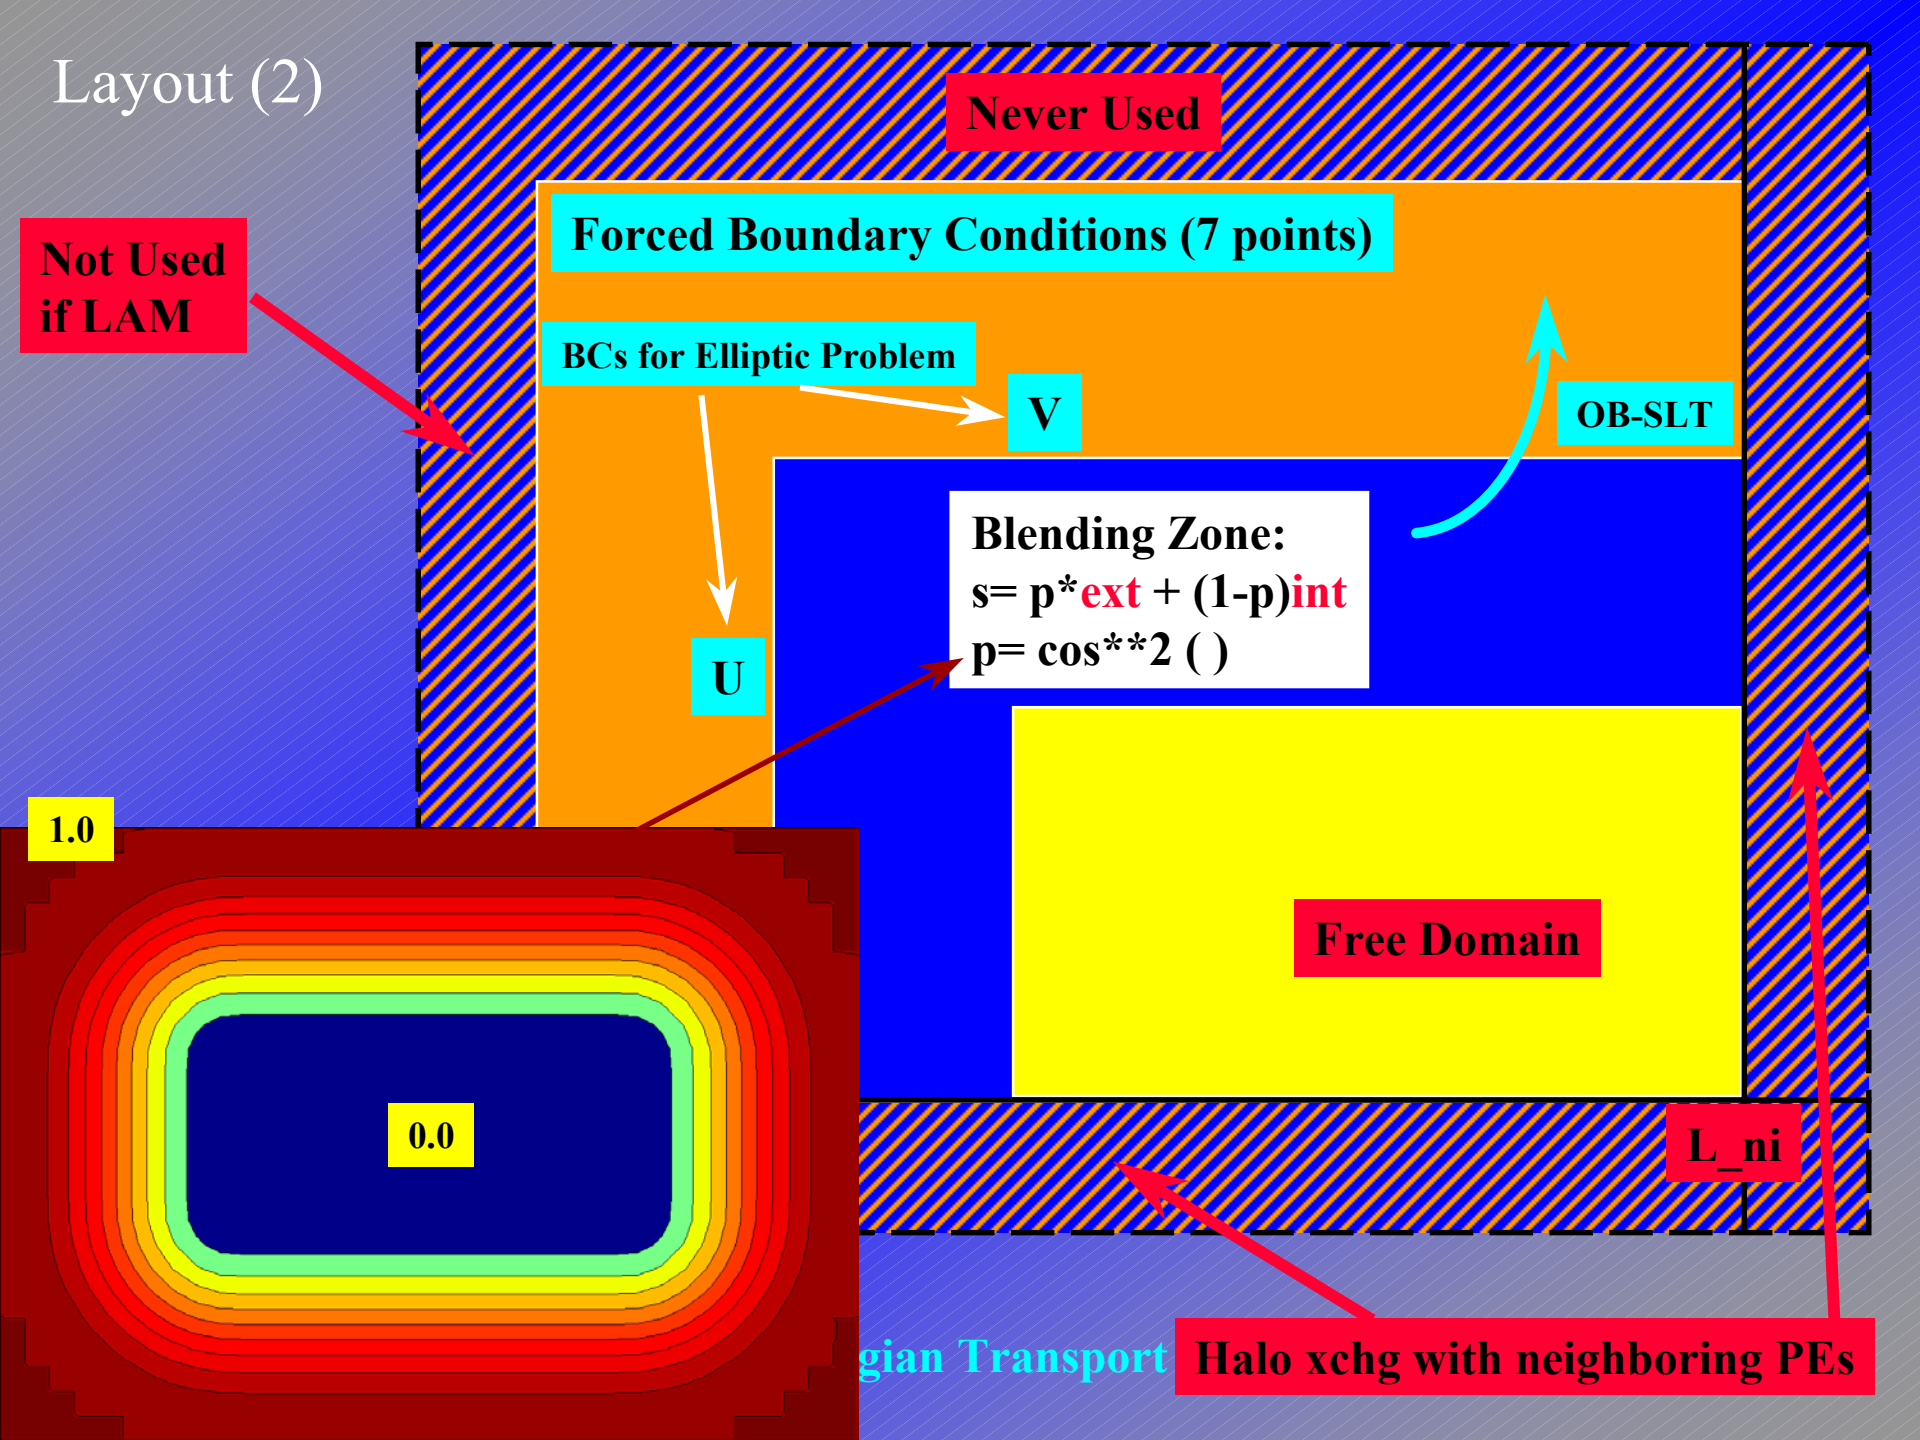 Layout (2)
Never Used
Forced Boundary Conditions (7 points)
Not Used
if LAM
BCs for Elliptic Problem
V
OB-SLT
Blending Zone:
s= p*ext + (1-p)int
p= cos**2 ( )
U
1.0
Free Domain
0.0
L_ni
gian Transport
Halo xchg with neighboring PEs